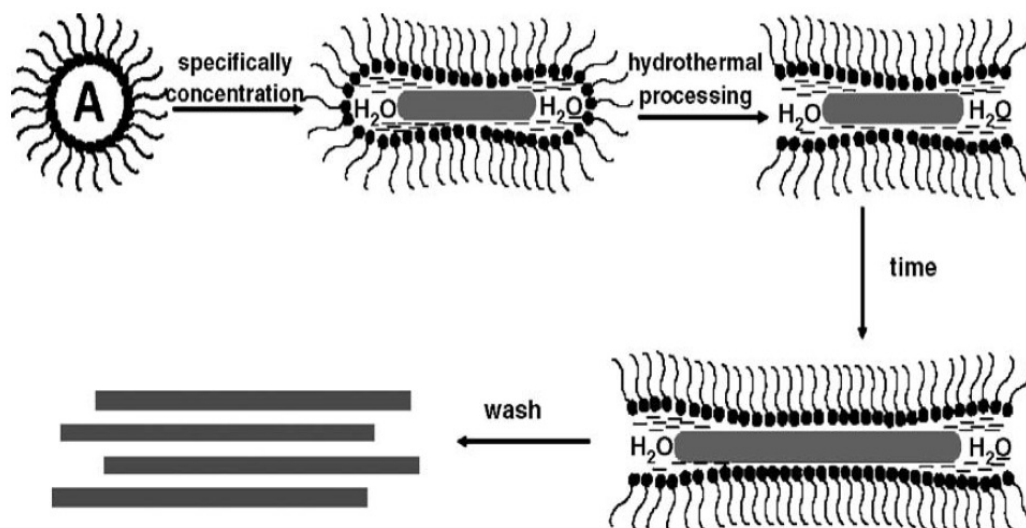 A
specifically
concentration
H₂O
H₂O
hydrothermal
processing
H₂O
H₂O
time
H₂O
H₂O
wash